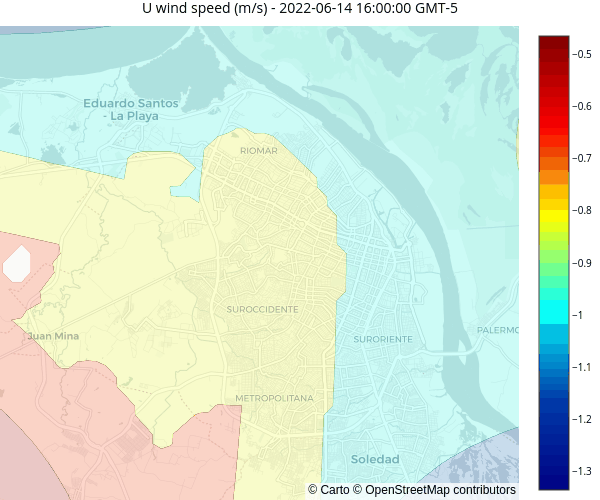 U wind speed (m/s) - 2022-06-14 16:00:00 GMT-5
Eduardo Santos
- La Playa
RIOMAR
SUROCCIDENTE
Juan Mina
SURORIENTE
PALERMO
METROPOLITANA
Soledad
© Carto © OpenStreetMap contributors
−0.5
−0.6
−0.7
−0.8
−0.9
−1
−1.1
−1.2
−1.3